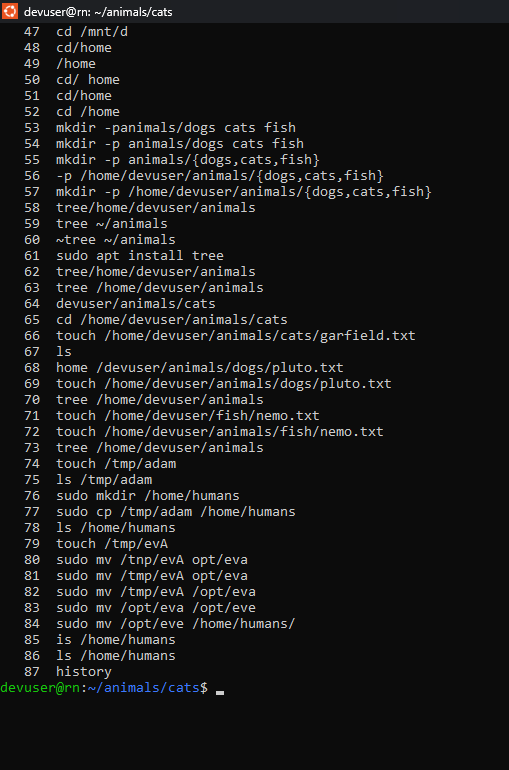 devuser@rn: ~/animals/cats
47 cd /mnt/d
48 cd/home
49 /home
50 cd/ home
51 cd/home
52 cd /home
53 mkdir -panimals/dogs cats fish
54 mkdir -p animals/dogs cats fish
55 mkdir -p animals/{dogs,cats,fish}
56 -p /home/devuser/animals/{dogs,cats,fish}
57 mkdir -p /home/devuser/animals/{dogs,cats,fish}
58 tree/home/devuser/animals
59 tree ~/animals
60 ~tree ~/animals
61 sudo apt install tree
62 tree/home/devuser/animals
63 tree /home/devuser/animals
64 devuser/animals/cats
65 cd /home/devuser/animals/cats
66 touch /home/devuser/animals/cats/garfield.txt
67 ls
68 home /devuser/animals/dogs/pluto.txt
69 touch /home/devuser/animals/dogs/pluto.txt
70 tree /home/devuser/animals
71 touch /home/devuser/fish/nemo.txt
72 touch /home/devuser/animals/fish/nemo.txt
73 tree /home/devuser/animals
74 touch /tmp/adam
75 ls /tmp/adam
76 sudo mkdir /home/humans
77 sudo cp /tmp/adam /home/humans
78 ls /home/humans
79 touch /tmp/evA
80 sudo mv /tnp/evA opt/eva
81 sudo mv /tmp/evA opt/eva
82 sudo mv /tmp/evA /opt/eva
83 sudo mv /opt/eva /opt/eve
84 sudo mv /opt/eve /home/humans/
85 is /home/humans
86 ls /home/humans
87 history
devuser@rn:~/animals/cats$